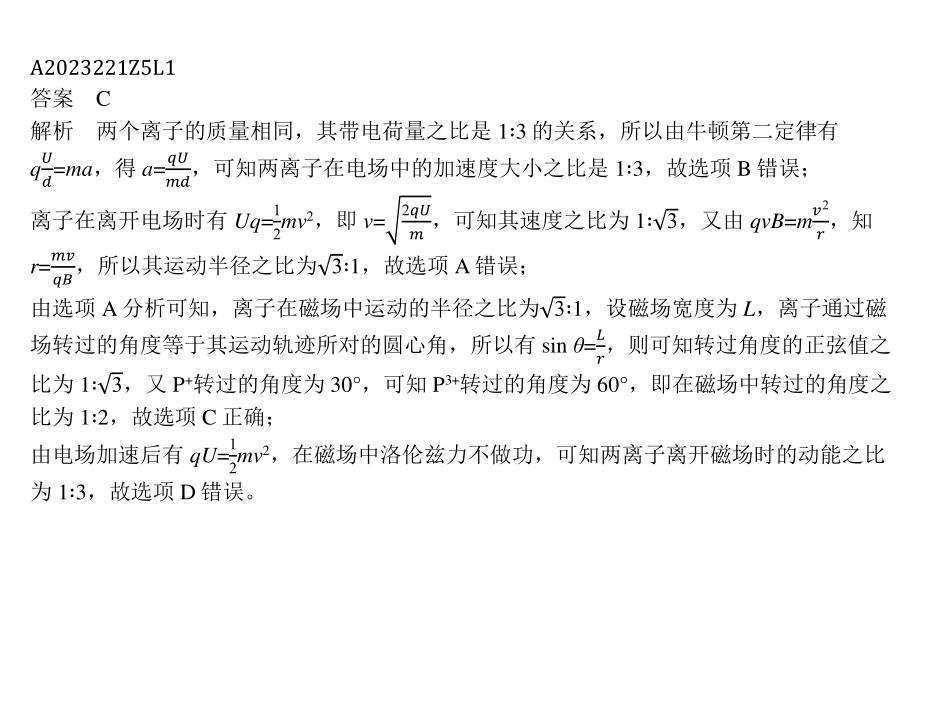 A2023221Z5L1
答案 C
解析 两个离子的质量相同，其带电荷量之比是 1∶3 的关系，所以由牛顿第二定律有
q\frac{U}{d}=ma，得 a=\frac{qU}{md}，可知两离子在电场中的加速度大小之比是 1∶3，故选项 B 错误；
离子在离开电场时有 Uq=\frac{1}{2}mv²，即 v=\sqrt{\frac{2qU}{m}}，可知其速度之比为 1∶√3，又由 qvB=m\frac{v²}{r}，知
r=\frac{mv}{qB}，所以其运动半径之比为√3∶1，故选项 A 错误；
由选项 A 分析可知，离子在磁场中运动的半径之比为√3∶1，设磁场宽度为 L，离子通过磁
场转过的角度等于其运动轨迹所对的圆心角，所以有 sin θ=\frac{L}{r}，则可知转过角度的正弦值之
比为 1∶√3，又 P⁺转过的角度为 30°，可知 P³⁺转过的角度为 60°，即在磁场中转过的角度之
比为 1∶2，故选项 C 正确；
由电场加速后有 qU=\frac{1}{2}mv²，在磁场中洛伦兹力不做功，可知两离子离开磁场时的动能之比
为 1∶3，故选项 D 错误。